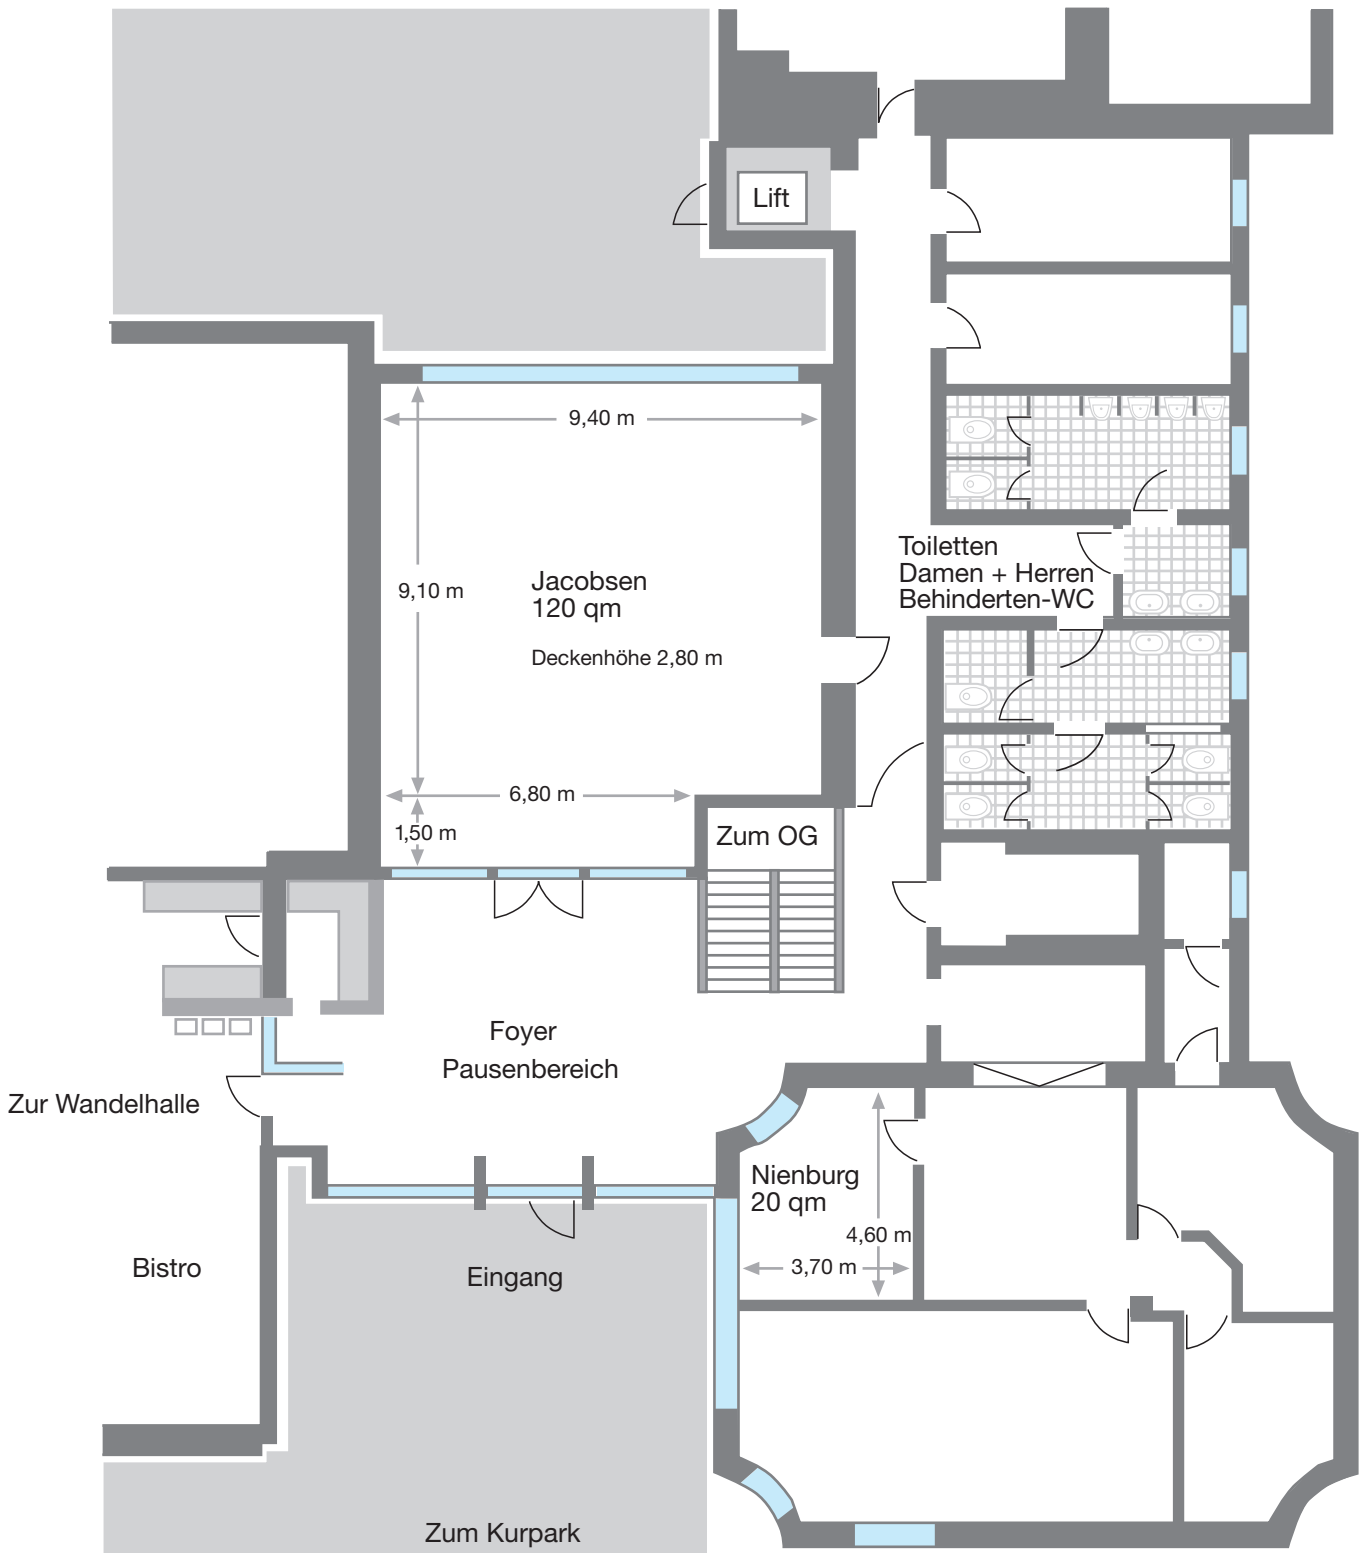 Lift
9,40 m
9,10 m
Jacobsen
120 qm
Deckenhöhe 2,80 m
Toiletten
Damen + Herren
Behinderten-WC
6,80 m
1,50 m
Zum OG
Foyer
Pausenbereich
Zur Wandelhalle
Nienburg
20 qm
4,60 m
3,70 m
Bistro
Eingang
Zum Kurpark